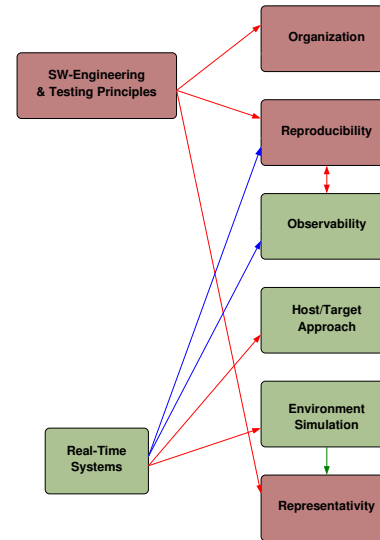 Organization
SW-Engineering
& Testing Principles
Reproducibility
Observability
Host/Target
Approach
Environment
Simulation
Real-Time
Systems
Representativity